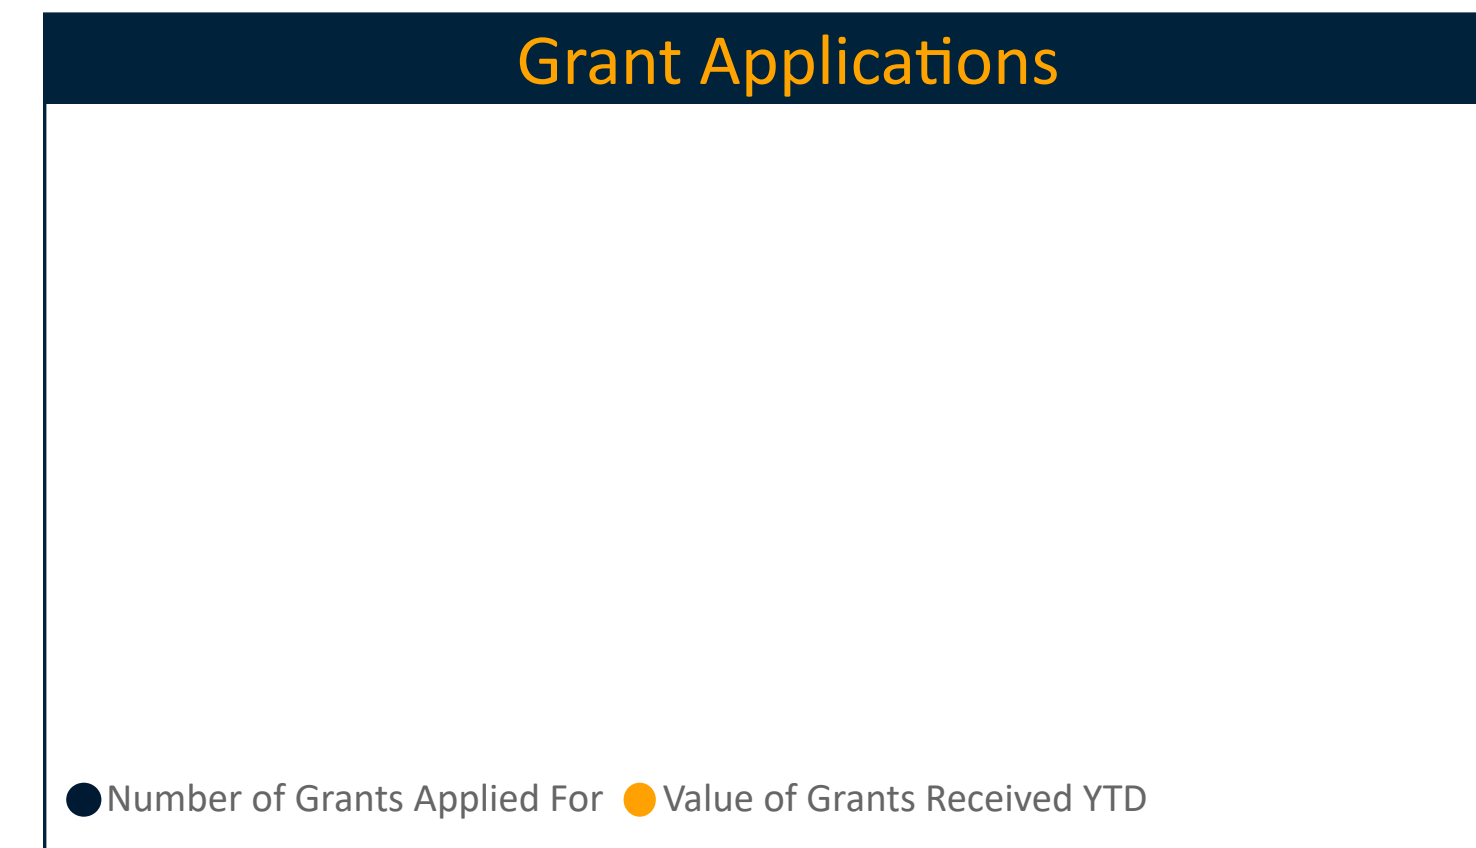 Grant Applications
Number of Grants Applied For Value of Grants Received YTD